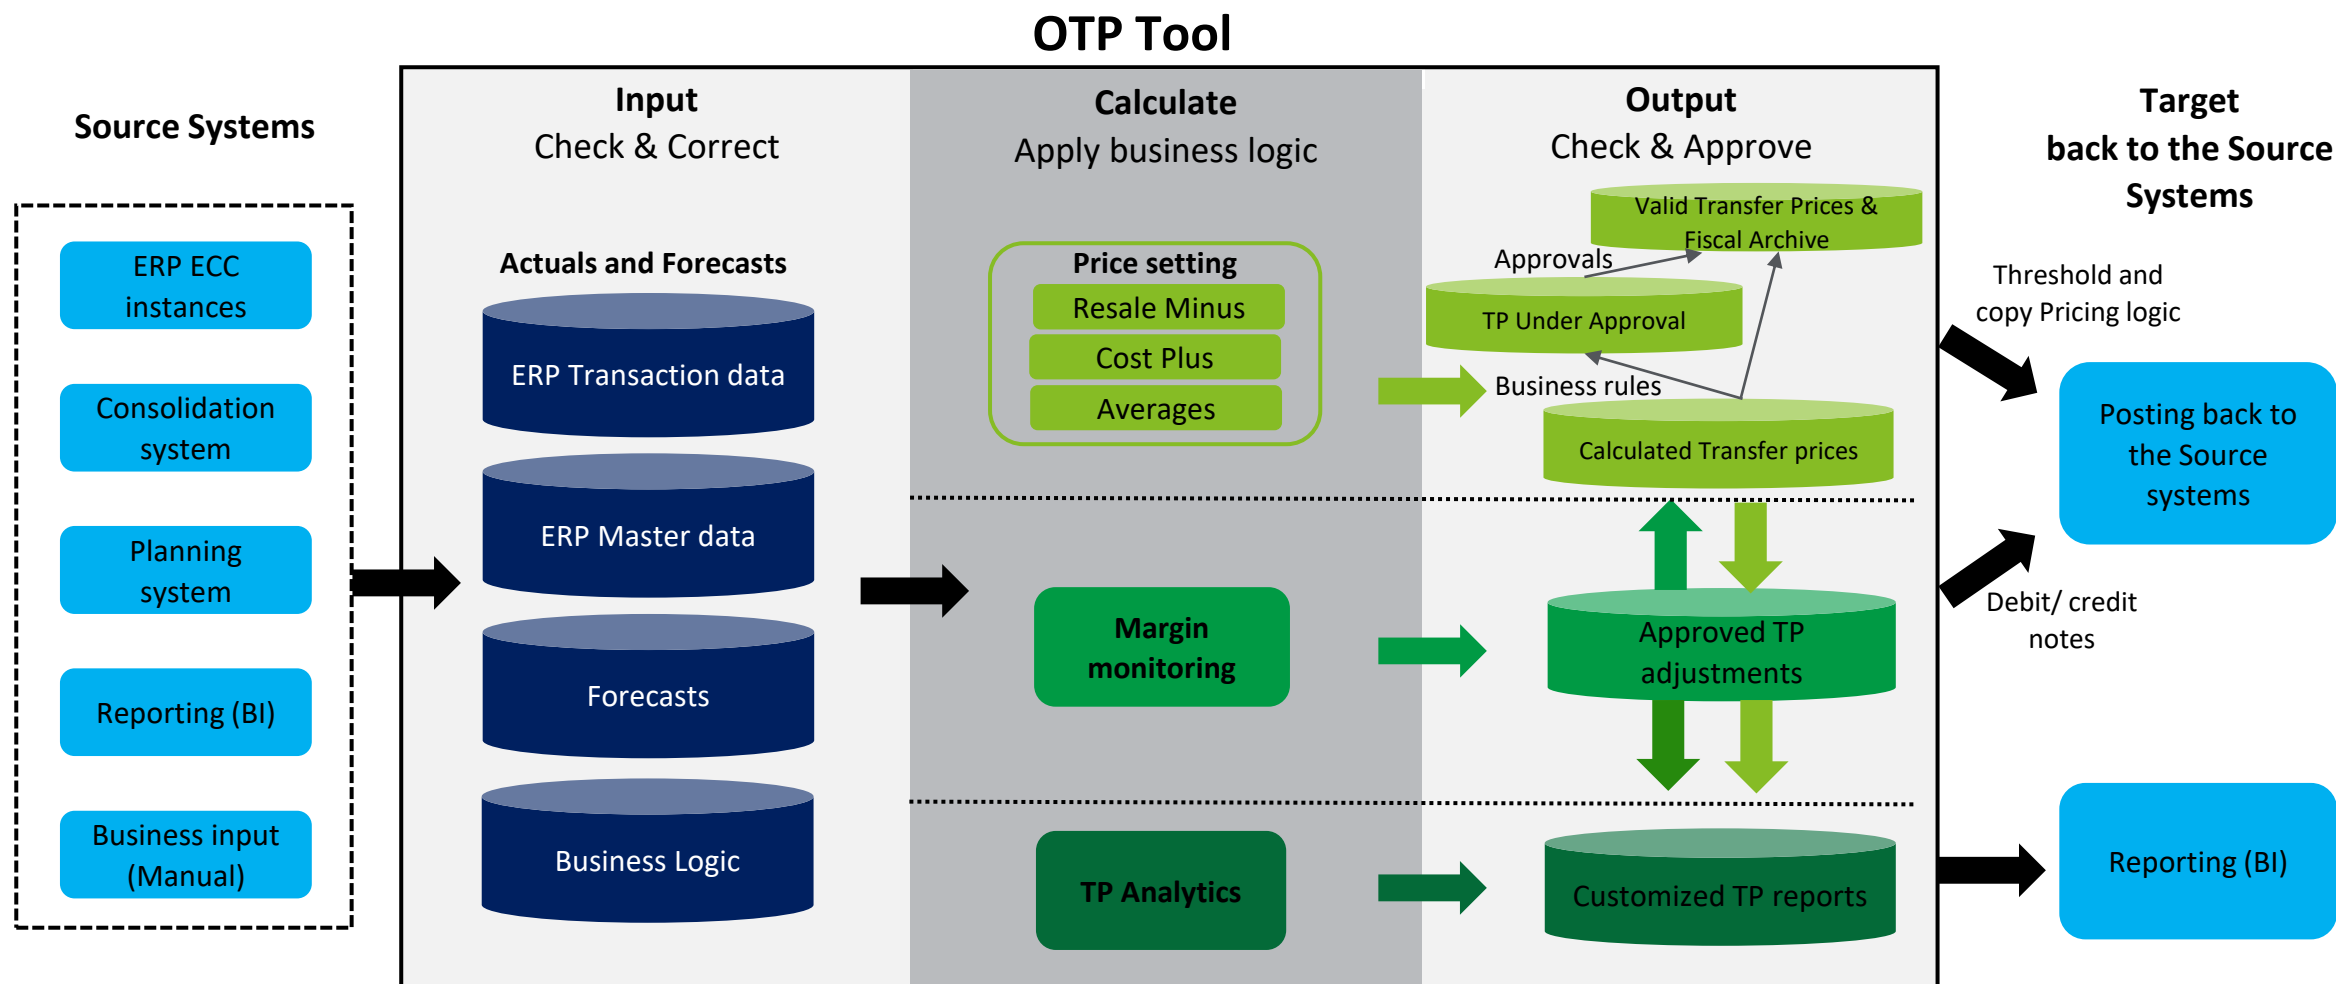 OTP Tool
Source Systems
ERP ECC
instances
Consolidation
system
Planning
system
Reporting (BI)
Business input
(Manual)
Input
Check & Correct
Actuals and Forecasts
ERP Transaction data
ERP Master data
Forecasts
Business Logic
Calculate
Apply business logic
Price setting
Resale Minus
Cost Plus
Averages
Margin
monitoring
TP Analytics
Output
Check & Approve
Valid Transfer Prices &
Fiscal Archive
Approvals
TP Under Approval
Business rules
Calculated Transfer prices
Approved TP
adjustments
Customized TP reports
Target
back to the Source
Systems
Threshold and
copy Pricing logic
Posting back to
the Source
systems
Debit/ credit
notes
Reporting (BI)